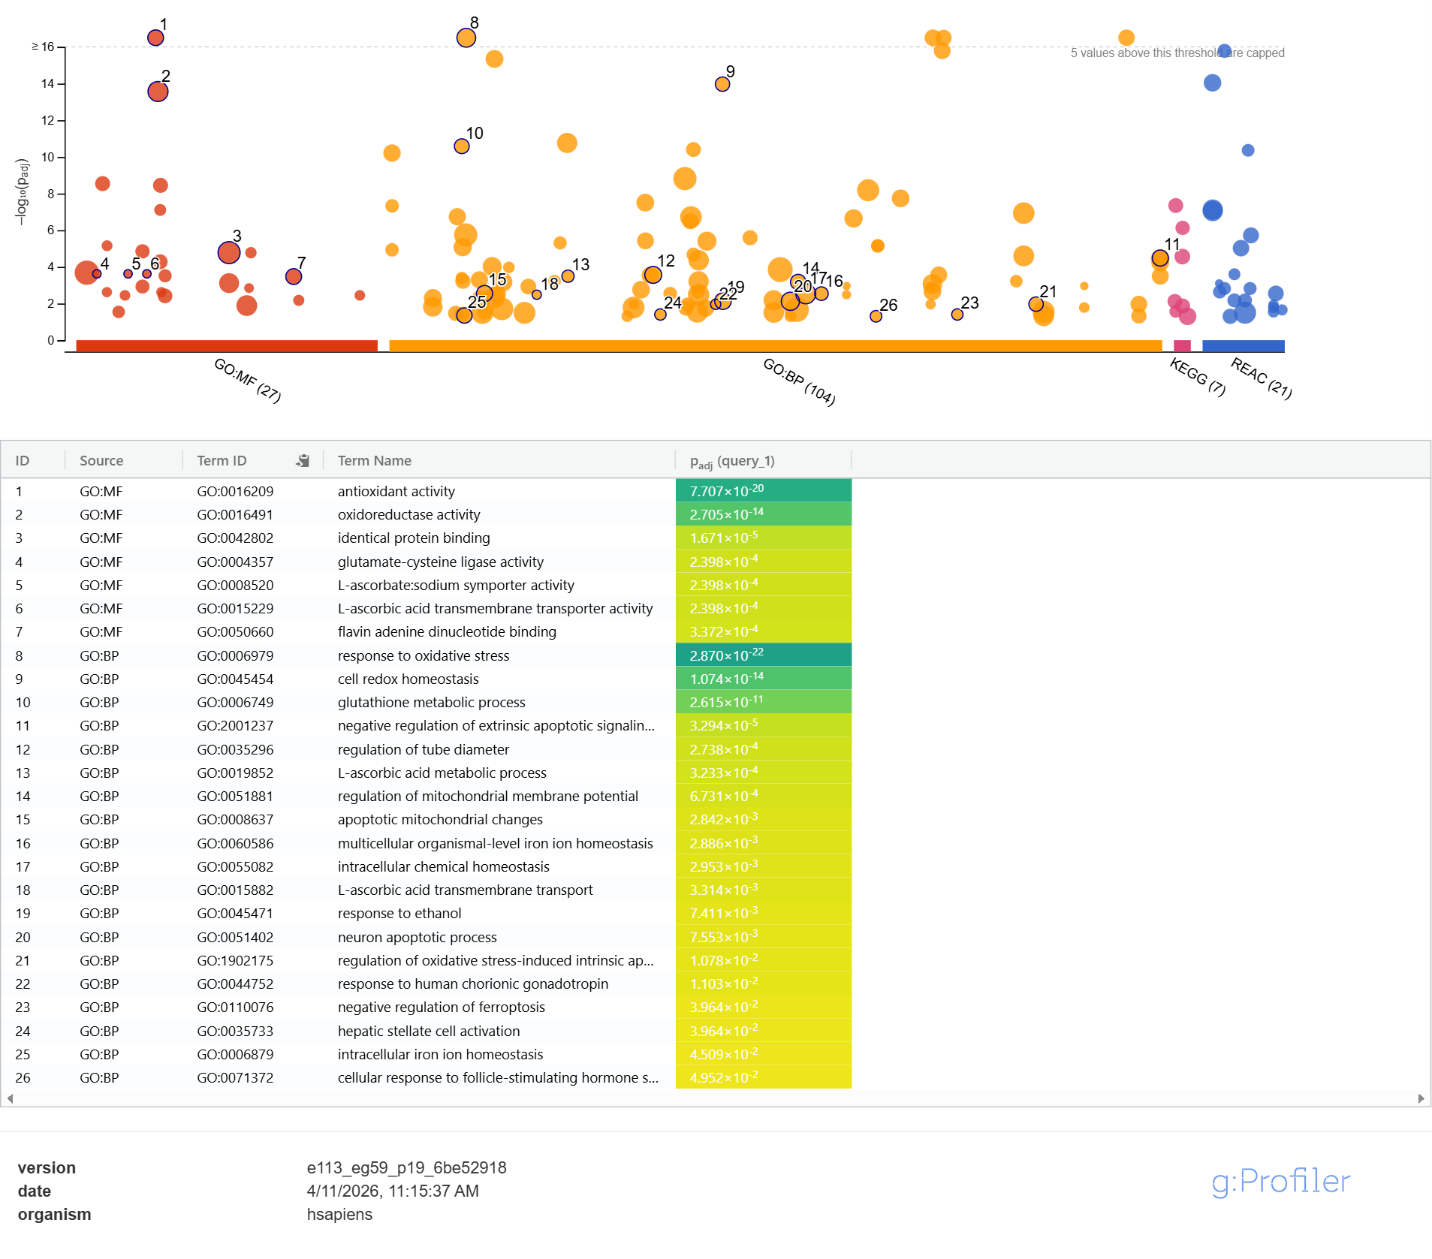 1
8
≥ 16
5 values above this threshold are capped
2
9
14
12
10
10
8
6
3
11
4
4
5
6
7
13
12
14
15
18
17
16
19
22
20
21
2
25
24
26
23
0
–log10(padj)
GO:MF (27)
GO:BP (104)
KEGG (7)
REAC (21)
ID Source Term ID Term Name padj (query_1)
1 GO:MF GO:0016209 antioxidant activity 7.707×10-20
2 GO:MF GO:0016491 oxidoreductase activity 2.705×10-14
3 GO:MF GO:0042802 identical protein binding 1.671×10-5
4 GO:MF GO:0004357 glutamate-cysteine ligase activity 2.398×10-4
5 GO:MF GO:0008520 L-ascorbate:sodium symporter activity 2.398×10-4
6 GO:MF GO:0015229 L-ascorbic acid transmembrane transporter activity 2.398×10-4
7 GO:MF GO:0050660 flavin adenine dinucleotide binding 3.372×10-4
8 GO:BP GO:0006979 response to oxidative stress 2.870×10-22
9 GO:BP GO:0045454 cell redox homeostasis 1.074×10-14
10 GO:BP GO:0006749 glutathione metabolic process 2.615×10-11
11 GO:BP GO:2001237 negative regulation of extrinsic apoptotic signalin... 3.294×10-5
12 GO:BP GO:0035296 regulation of tube diameter 2.738×10-4
13 GO:BP GO:0019852 L-ascorbic acid metabolic process 3.233×10-4
14 GO:BP GO:0051881 regulation of mitochondrial membrane potential 6.731×10-4
15 GO:BP GO:0008637 apoptotic mitochondrial changes 2.842×10-3
16 GO:BP GO:0060586 multicellular organismal-level iron ion homeostasis 2.886×10-3
17 GO:BP GO:0055082 intracellular chemical homeostasis 2.953×10-3
18 GO:BP GO:0015882 L-ascorbic acid transmembrane transport 3.314×10-3
19 GO:BP GO:0045471 response to ethanol 7.411×10-3
20 GO:BP GO:0051402 neuron apoptotic process 7.553×10-3
21 GO:BP GO:1902175 regulation of oxidative stress-induced intrinsic ap... 1.078×10-2
22 GO:BP GO:0044752 response to human chorionic gonadotropin 1.103×10-2
23 GO:BP GO:0110076 negative regulation of ferroptosis 3.964×10-2
24 GO:BP GO:0035733 hepatic stellate cell activation 3.964×10-2
25 GO:BP GO:0006879 intracellular iron ion homeostasis 4.509×10-2
26 GO:BP GO:0071372 cellular response to follicle-stimulating hormone s... 4.952×10-2
version e113_eg59_p19_6be52918
date 4/11/2026, 11:15:37 AM
organism hsapiens
g:Profiler